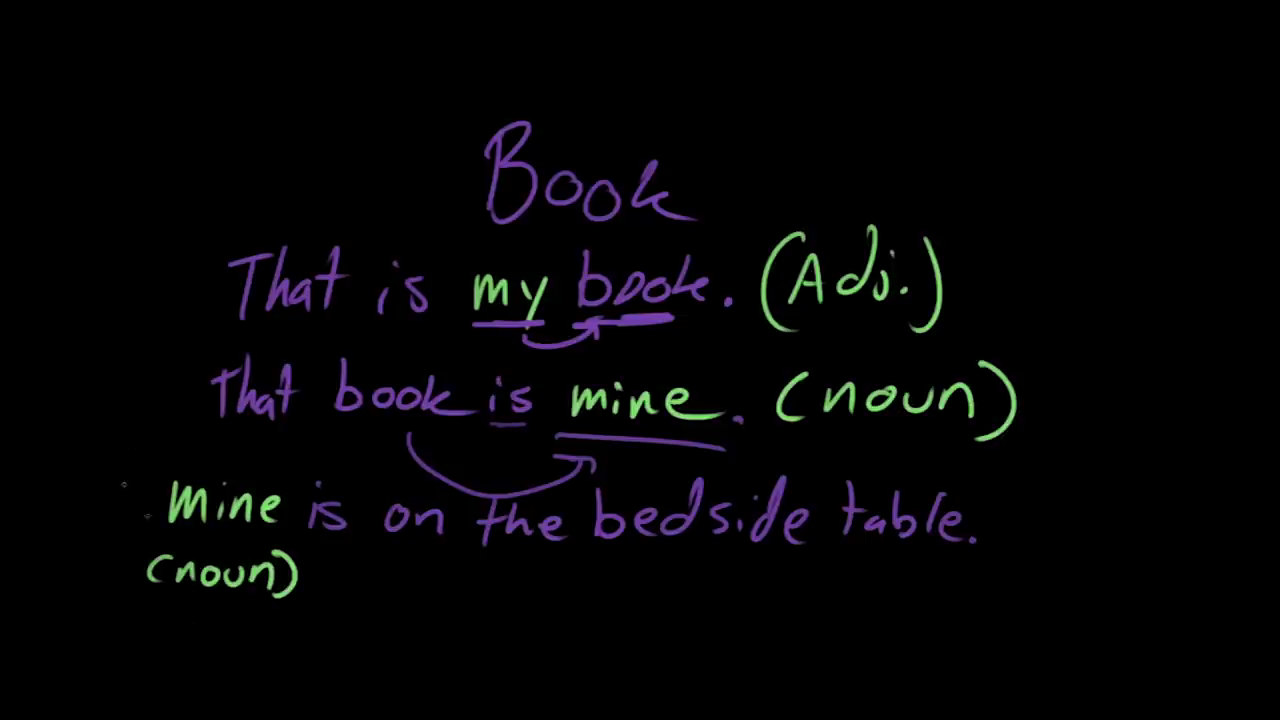 Book
That is my book. (Adj.)
That book is mine. (noun)
Mine is on the bedside table.
(noun)